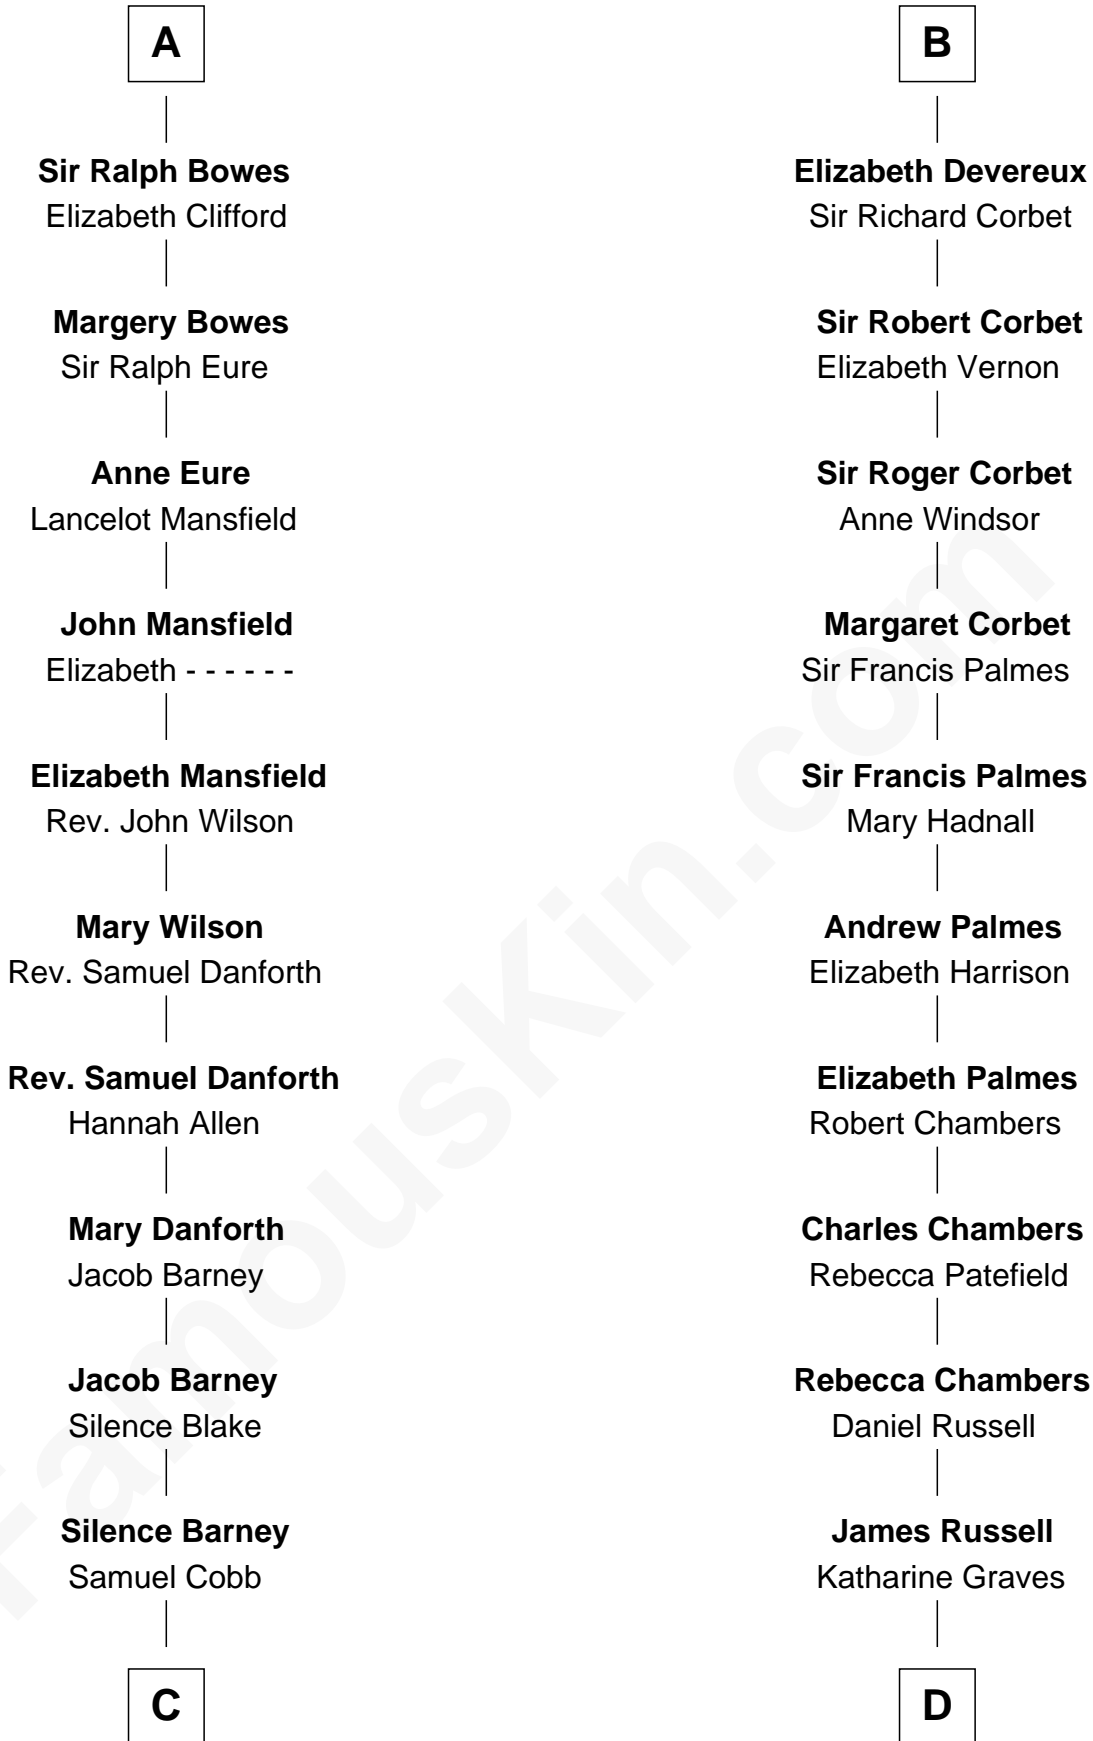 A
Sir Ralph Bowes
Elizabeth Clifford
Margery Bowes
Sir Ralph Eure
Anne Eure
Lancelot Mansfield
John Mansfield
Elizabeth - - - - - -
Elizabeth Mansfield
Rev. John Wilson
Mary Wilson
Rev. Samuel Danforth
Rev. Samuel Danforth
Hannah Allen
Mary Danforth
Jacob Barney
Jacob Barney
Silence Blake
Silence Barney
Samuel Cobb
C
B
Elizabeth Devereux
Sir Richard Corbet
Sir Robert Corbet
Elizabeth Vernon
Sir Roger Corbet
Anne Windsor
Margaret Corbet
Sir Francis Palmes
Sir Francis Palmes
Mary Hadnall
Andrew Palmes
Elizabeth Harrison
Elizabeth Palmes
Robert Chambers
Charles Chambers
Rebecca Patefield
Rebecca Chambers
Daniel Russell
James Russell
Katharine Graves
D
FamousKin.com